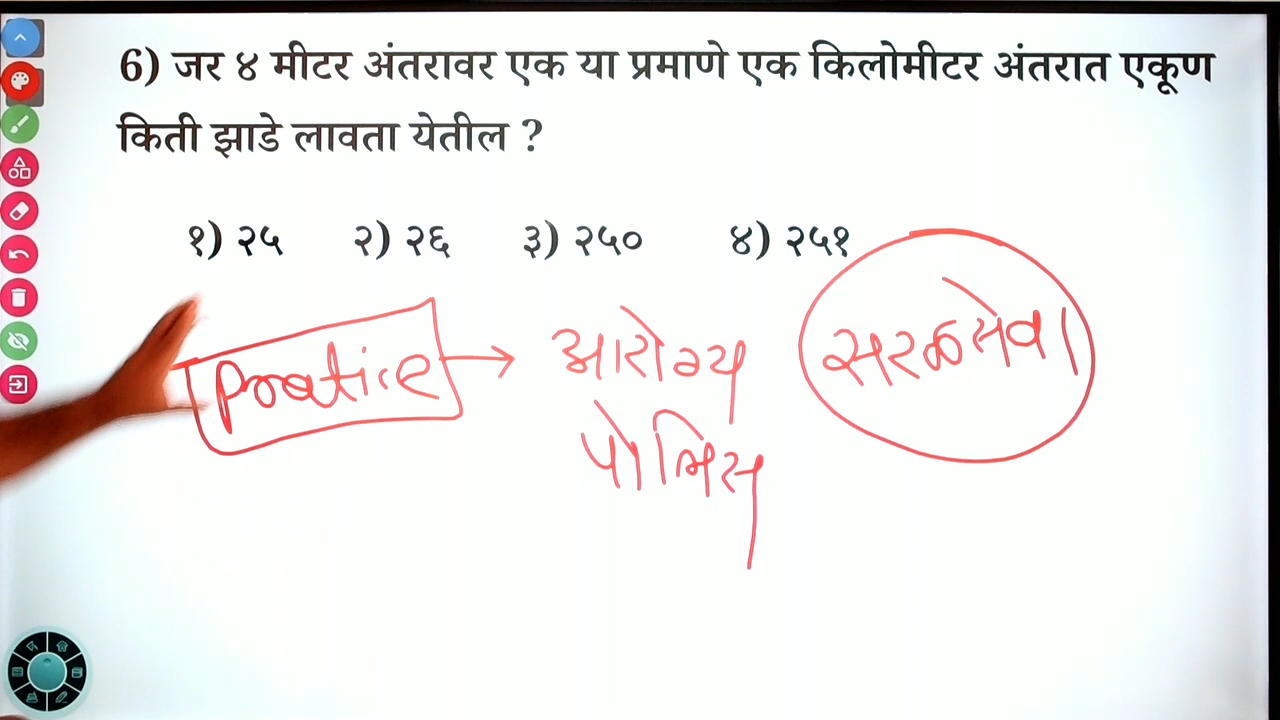 6) जर ४ मीटर अंतरावर एक या प्रमाणे एक किलोमीटर अंतरात एकूण
किती झाडे लावता येतील ?
१) २५ २) २६ ३) २५० ४) २५१
Practice → आरोग्य सरळसेवा
पोलिस